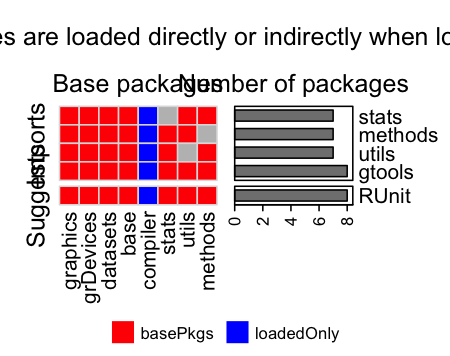 es are loaded directly or indirectly when lo
Base packages
Number of packages
Imports
Suggests
stats
methods
utils
gtools
RUnit
graphics
grDevices
datasets
base
compiler
stats
utils
methods
0 2 4 6 8
basePkgs loadedOnly